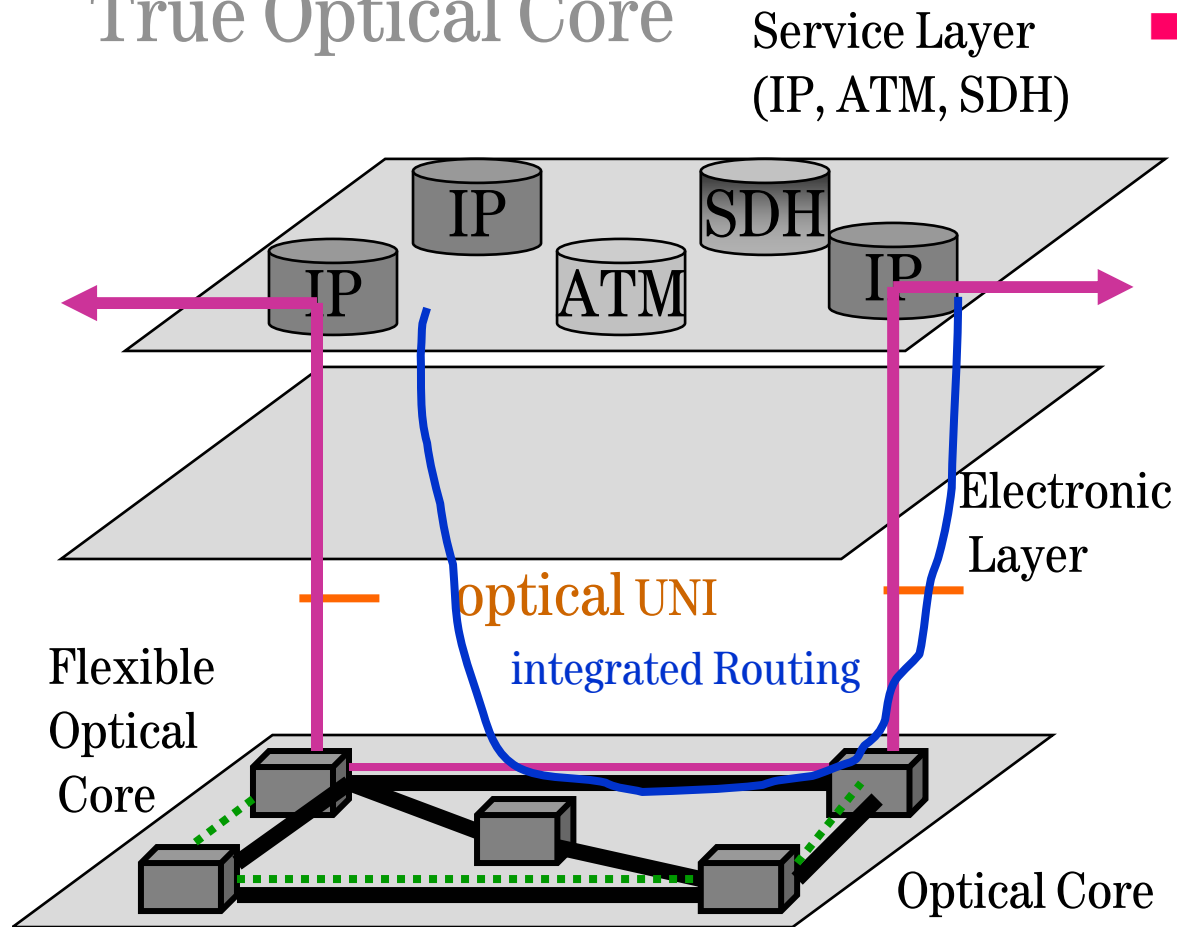 True Optical Core
Service Layer
(IP, ATM, SDH)
IP
SDH
IP
ATM
IP
Electronic
Layer
optical UNI
integrated Routing
Flexible
Optical
Core
Optical Core